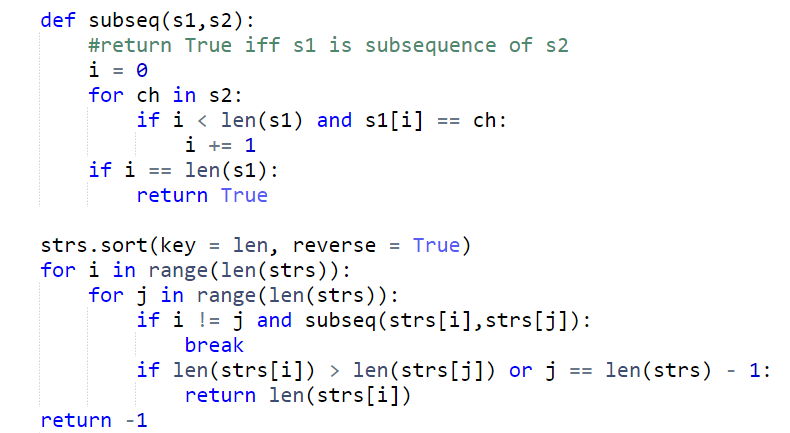 def subseq(s1,s2):
    #return True iff s1 is subsequence of s2
    i = 0
    for ch in s2:
        if i < len(s1) and s1[i] == ch:
            i += 1
    if i == len(s1):
        return True

strs.sort(key = len, reverse = True)
for i in range(len(strs)):
    for j in range(len(strs)):
        if i != j and subseq(strs[i],strs[j]):
            break
        if len(strs[i]) > len(strs[j]) or j == len(strs) - 1:
            return len(strs[i])
return -1